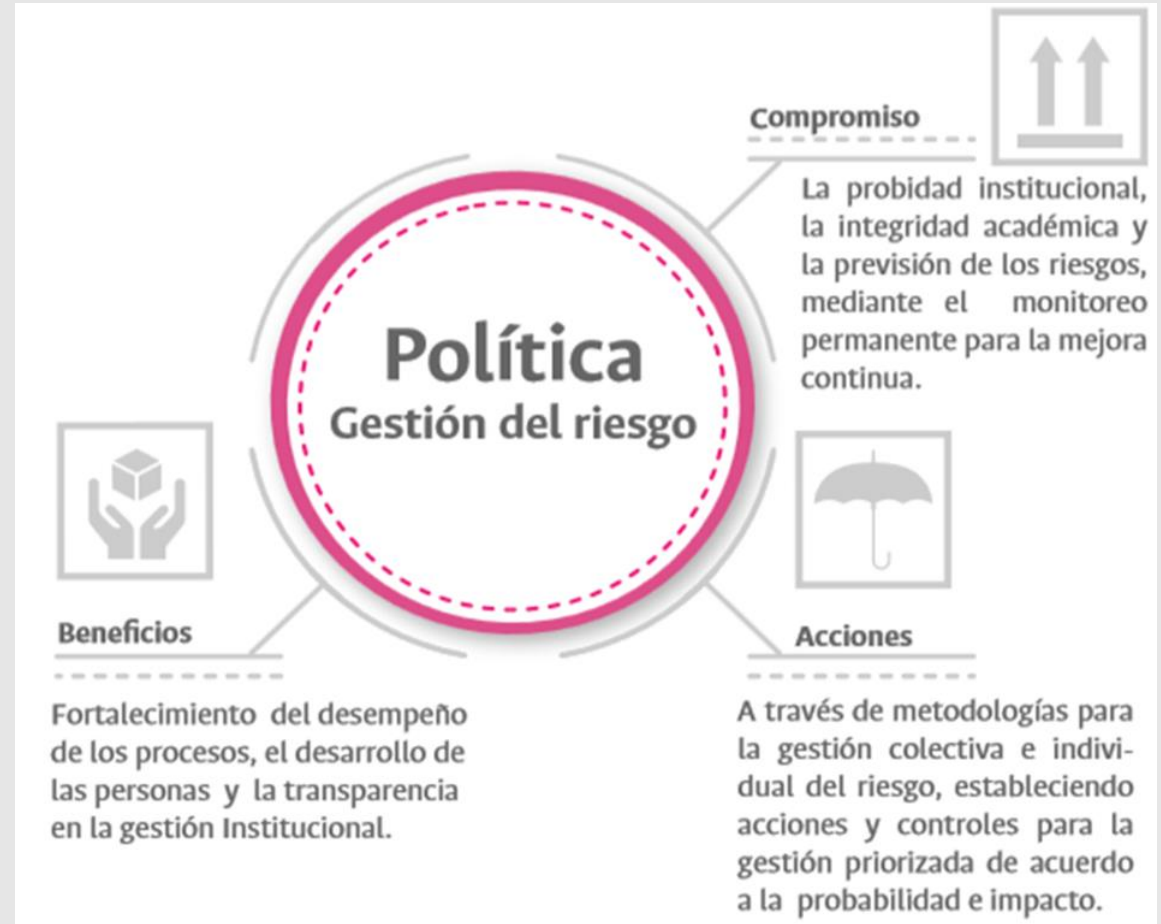 Compromiso
La probidad institucional,
la integridad académica y
la previsión de los riesgos,
mediante el monitoreo
permanente para la mejora
continua.
Política
Gestión del riesgo
Beneficios
Fortalecimiento del desempeño
de los procesos, el desarrollo de
las personas y la transparencia
en la gestión Institucional.
Acciones
A través de metodologías para
la gestión colectiva e indivi-
dual del riesgo, estableciendo
acciones y controles para la
gestión priorizada de acuerdo
a la probabilidad e impacto.